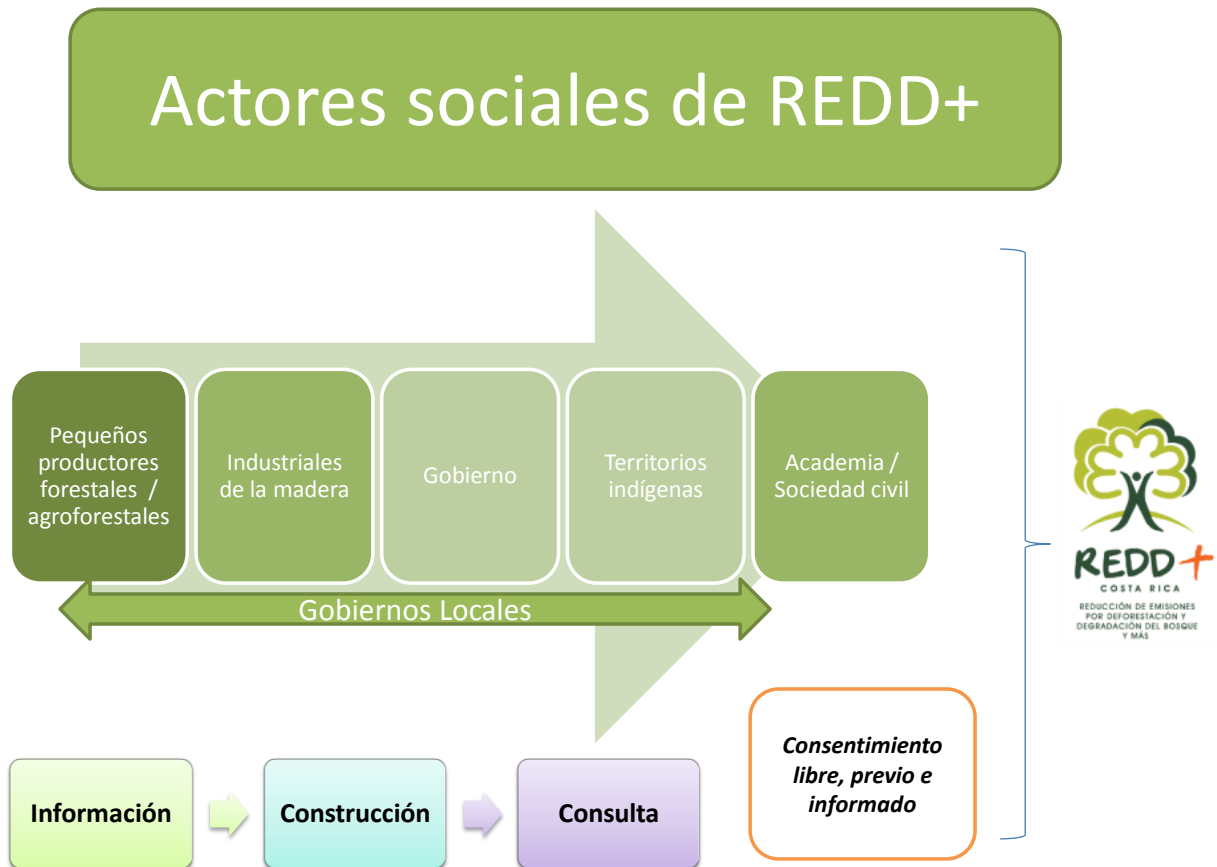 Actores sociales de REDD+
Pequeños
productores
forestales /
agroforestales
Industriales
de la madera
Gobierno
Territorios
indígenas
Academia /
Sociedad civil
Gobiernos Locales
REDD+
COSTA RICA
REDUCCIÓN DE EMISIONES
POR DEFORESTACIÓN Y
DEGRADACIÓN DEL BOSQUE
Y MÁS
Información
Construcción
Consulta
Consentimiento
libre, previo e
informado